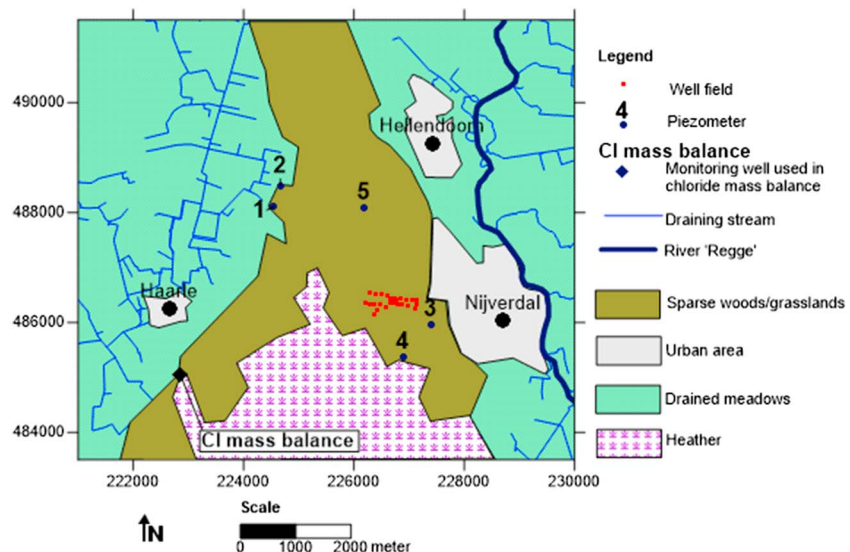 490000
488000
486000
484000
222000
224000
226000
228000
230000
Hellendoorn
2
1
5
Haarle
3
Nijverdal
4
Cl mass balance
Scale
N
0
1000
2000 meter
Legend
Well field
4
Piezometer
Cl mass balance
Monitoring well used in
chloride mass balance
Draining stream
River 'Regge'
Sparse woods/grasslands
Urban area
Drained meadows
Heather